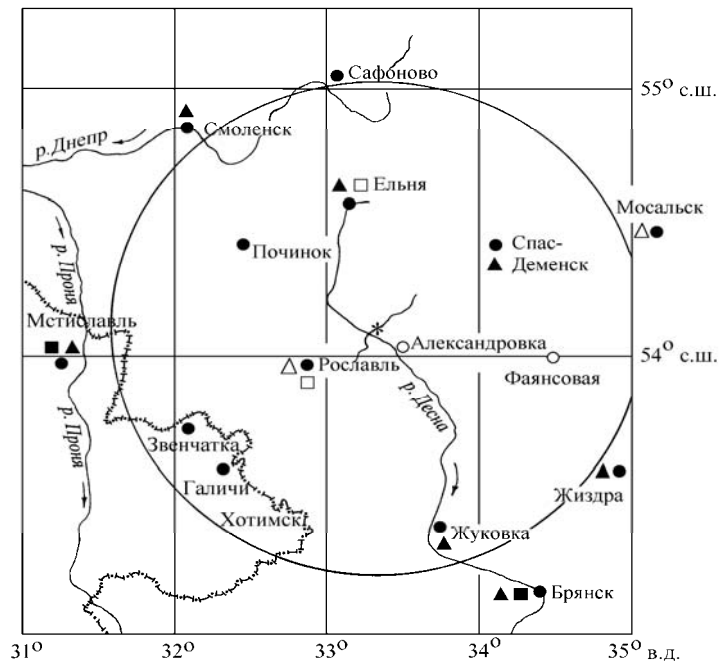 Сафоново
55° с.ш.
Смоленск
р. Днепр
Ельня
Мосальск
Починок
Спас-
Деменск
р. Проня
Мстиславль
*
Александровка
54° с.ш.
Рославль
Фаянсовая
р. Десна
р. Проня
Звенчатка
Галичи
Жиздра
Хотимск
Жуковка
Брянск
31° 32° 33° 34° 35° в.д.